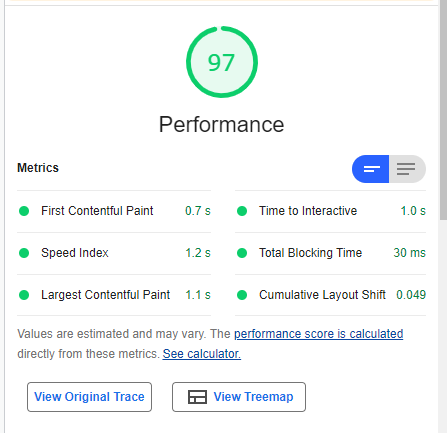 97
Performance
Metrics
First Contentful Paint 0.7 s
Time to Interactive 1.0 s
Speed Index 1.2 s
Total Blocking Time 30 ms
Largest Contentful Paint 1.1 s
Cumulative Layout Shift 0.049
Values are estimated and may vary. The performance score is calculated
directly from these metrics. See calculator.
View Original Trace
View Treemap